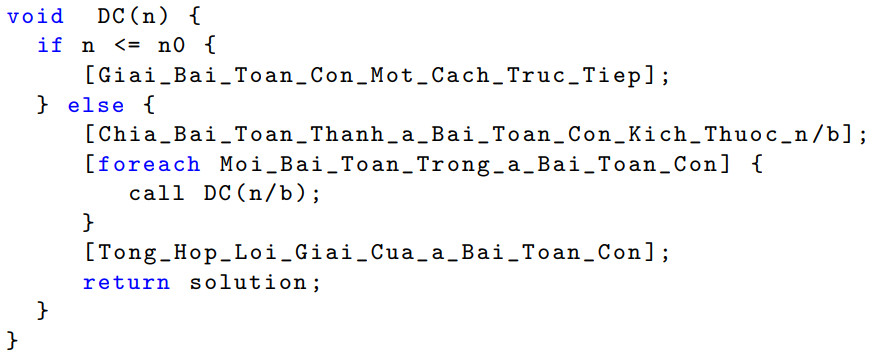 void  DC(n) {
  if n <= n0 {
     [Giai_Bai_Toan_Con_Mot_Cach_Truc_Tiep];
  } else {
     [Chia_Bai_Toan_Thanh_a_Bai_Toan_Con_Kich_Thuoc_n/b];
     [foreach Moi_Bai_Toan_Trong_a_Bai_Toan_Con] {
        call DC(n/b);
     }
     [Tong_Hop_Loi_Giai_Cua_a_Bai_Toan_Con];
     return solution;
  }
}